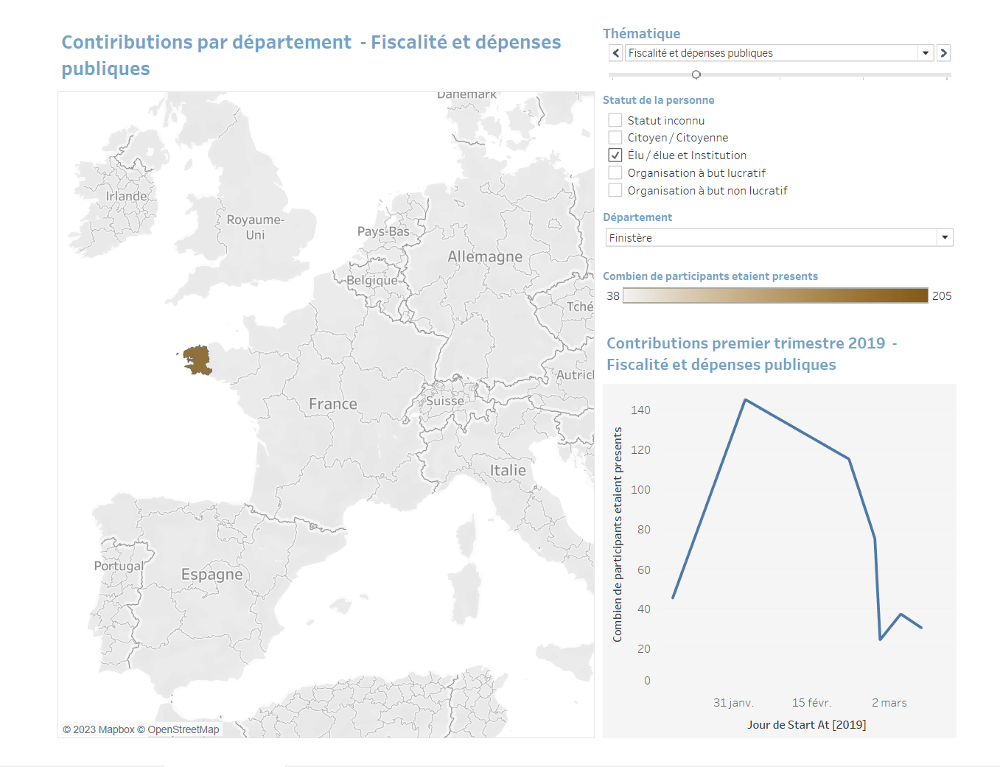 Contiributions par département - Fiscalité et dépenses
publiques
Danemark
Irlande
Royaume-
Uni
Pays-Bas
Allemagne
Belgique
Tché
Autricl
Suisse
France
Italie
Portugal
Espagne
© 2023 Mapbox © OpenStreetMap
Thématique
Fiscalité et dépenses publiques
Statut de la personne
Statut inconnu
Citoyen / Citoyenne
Élu / élue et Institution
Organisation à but lucratif
Organisation à but non lucratif
Département
Finistère
Combien de participants etaient presents
38 205
Contributions premier trimestre 2019 -
Fiscalité et dépenses publiques
Combien de participants etaient presents
140
120
100
80
60
40
20
0
31 janv. 15 févr. 2 mars
Jour de Start At [2019]